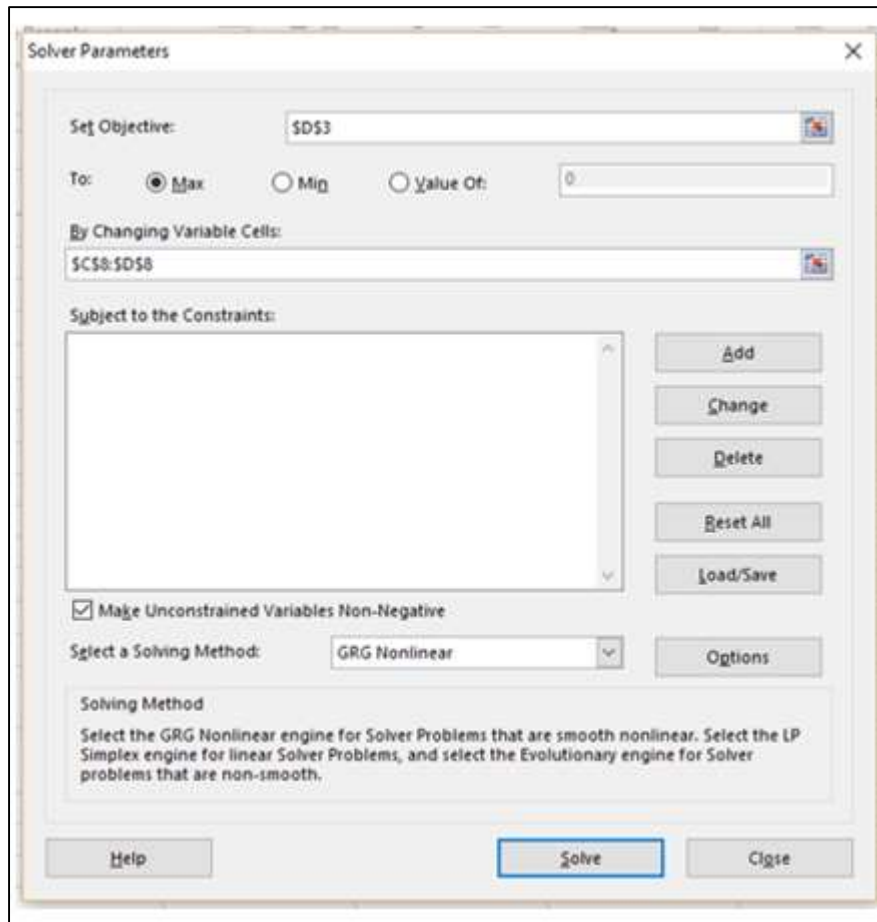 Solver Parameters
Set Objective: $D$3
To: Max Min Value Of: 0
By Changing Variable Cells:
$C$8:$D$8
Subject to the Constraints:
Add
Change
Delete
Reset All
Load/Save
Make Unconstrained Variables Non-Negative
Select a Solving Method: GRG Nonlinear Options
Solving Method
Select the GRG Nonlinear engine for Solver Problems that are smooth nonlinear. Select the LP
Simplex engine for linear Solver Problems, and select the Evolutionary engine for Solver
problems that are non-smooth.
Help Solve Close